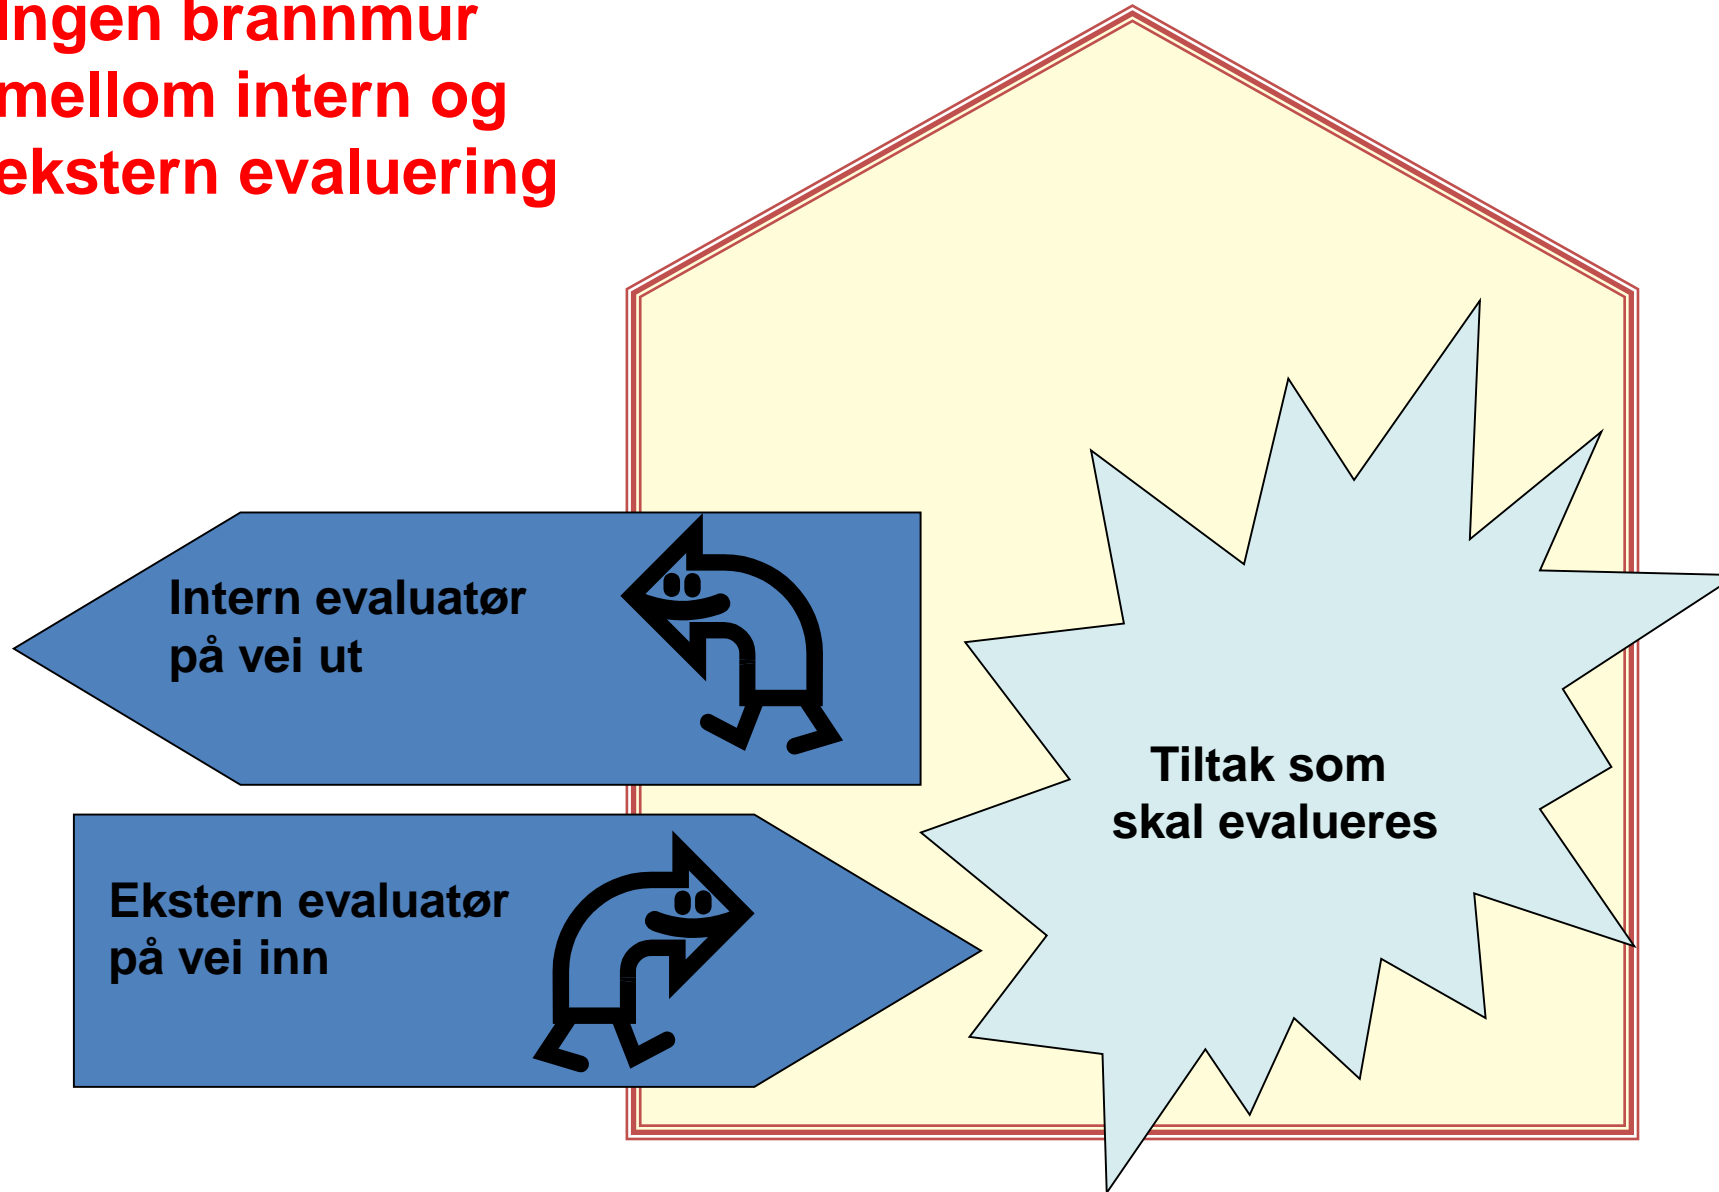 Ingen brannmur
mellom intern og
ekstern evaluering
Intern evaluatør
på vei ut
Tiltak som
skal evalueres
Ekstern evaluatør
på vei inn